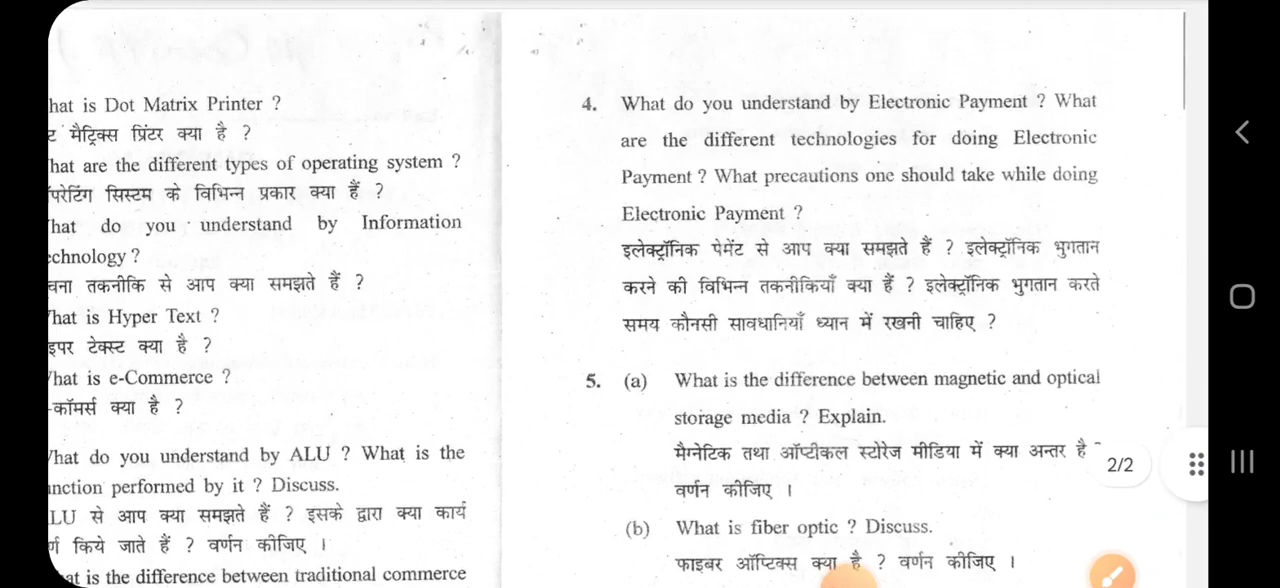 hat is Dot Matrix Printer ?
ट मैट्रिक्स प्रिंटर क्या है ?
hat are the different types of operating system ?
परेटिंग सिस्टम के विभिन्न प्रकार क्या हैं ?
hat do you understand by Information
chnology ?
चना तकनीकि से आप क्या समझते हैं ?
hat is Hyper Text ?
इपर टेक्स्ट क्या है ?
hat is e-Commerce ?
-कॉमर्स क्या है ?
hat do you understand by ALU ? What is the
nction performed by it ? Discuss.
LU से आप क्या समझते हैं ? इसके द्वारा क्या कार्य
र्ण किये जाते हैं ? वर्णन कीजिए ।
at is the difference between traditional commerce
4. What do you understand by Electronic Payment ? What
are the different technologies for doing Electronic
Payment ? What precautions one should take while doing
Electronic Payment ?
इलेक्ट्रॉनिक पेमेंट से आप क्या समझते हैं ? इलेक्ट्रॉनिक भुगतान
करने की विभिन्न तकनीकियाँ क्या हैं ? इलेक्ट्रॉनिक भुगतान करते
समय कौनसी सावधानियाँ ध्यान में रखनी चाहिए ?
5. (a) What is the difference between magnetic and optical
storage media ? Explain.
मैग्नेटिक तथा ऑप्टीकल स्टोरेज मीडिया में क्या अन्तर है
वर्णन कीजिए ।
(b) What is fiber optic ? Discuss.
फाइबर ऑप्टिक्स क्या है ? वर्णन कीजिए ।
2/2